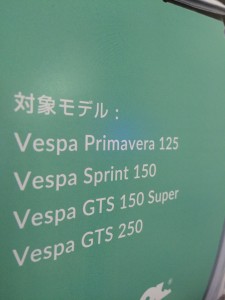 対象モデル：
Vespa Primavera 125
Vespa Sprint 150
Vespa GTS 150 Super
Vespa GTS 250